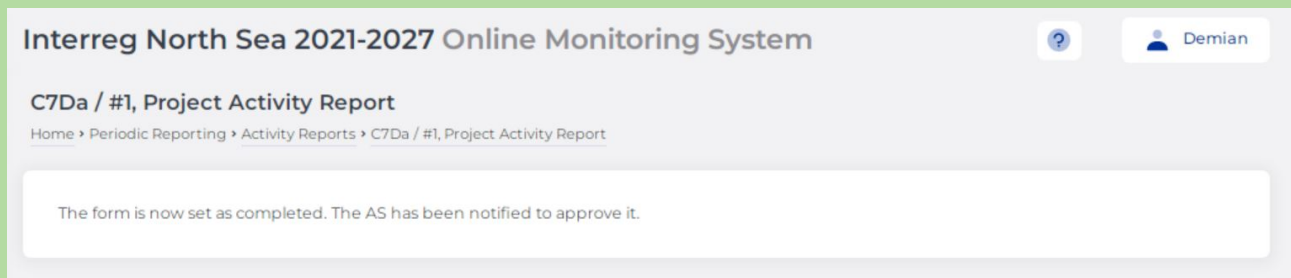 Interreg North Sea 2021-2027 Online Monitoring System
?
Demian
C7Da / #1, Project Activity Report
Home › Periodic Reporting › Activity Reports › C7Da / #1, Project Activity Report
The form is now set as completed. The AS has been notified to approve it.